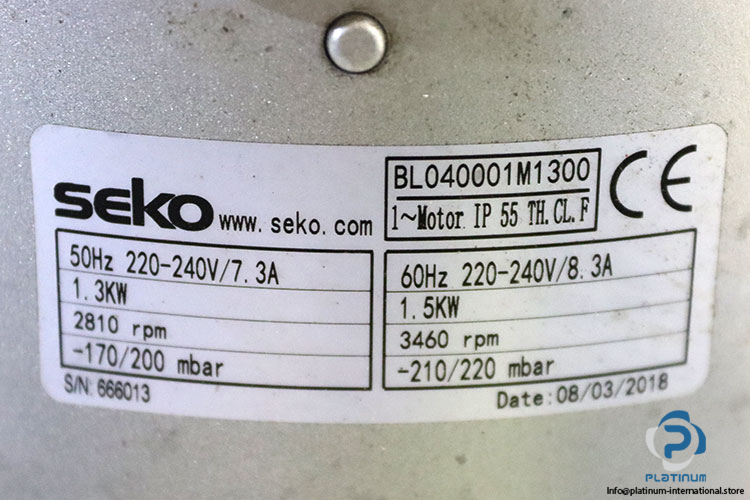 seko www.seko.com
BL040001M1300
1~Motor IP 55 TH.CL.F
CE
50Hz 220-240V/7.3A
1.3KW
2810 rpm
-170/200 mbar
60Hz 220-240V/8.3A
1.5KW
3460 rpm
-210/220 mbar
S/N: 666013
Date: 08/03/2018
PLATINUM
Info@platinum-international.store